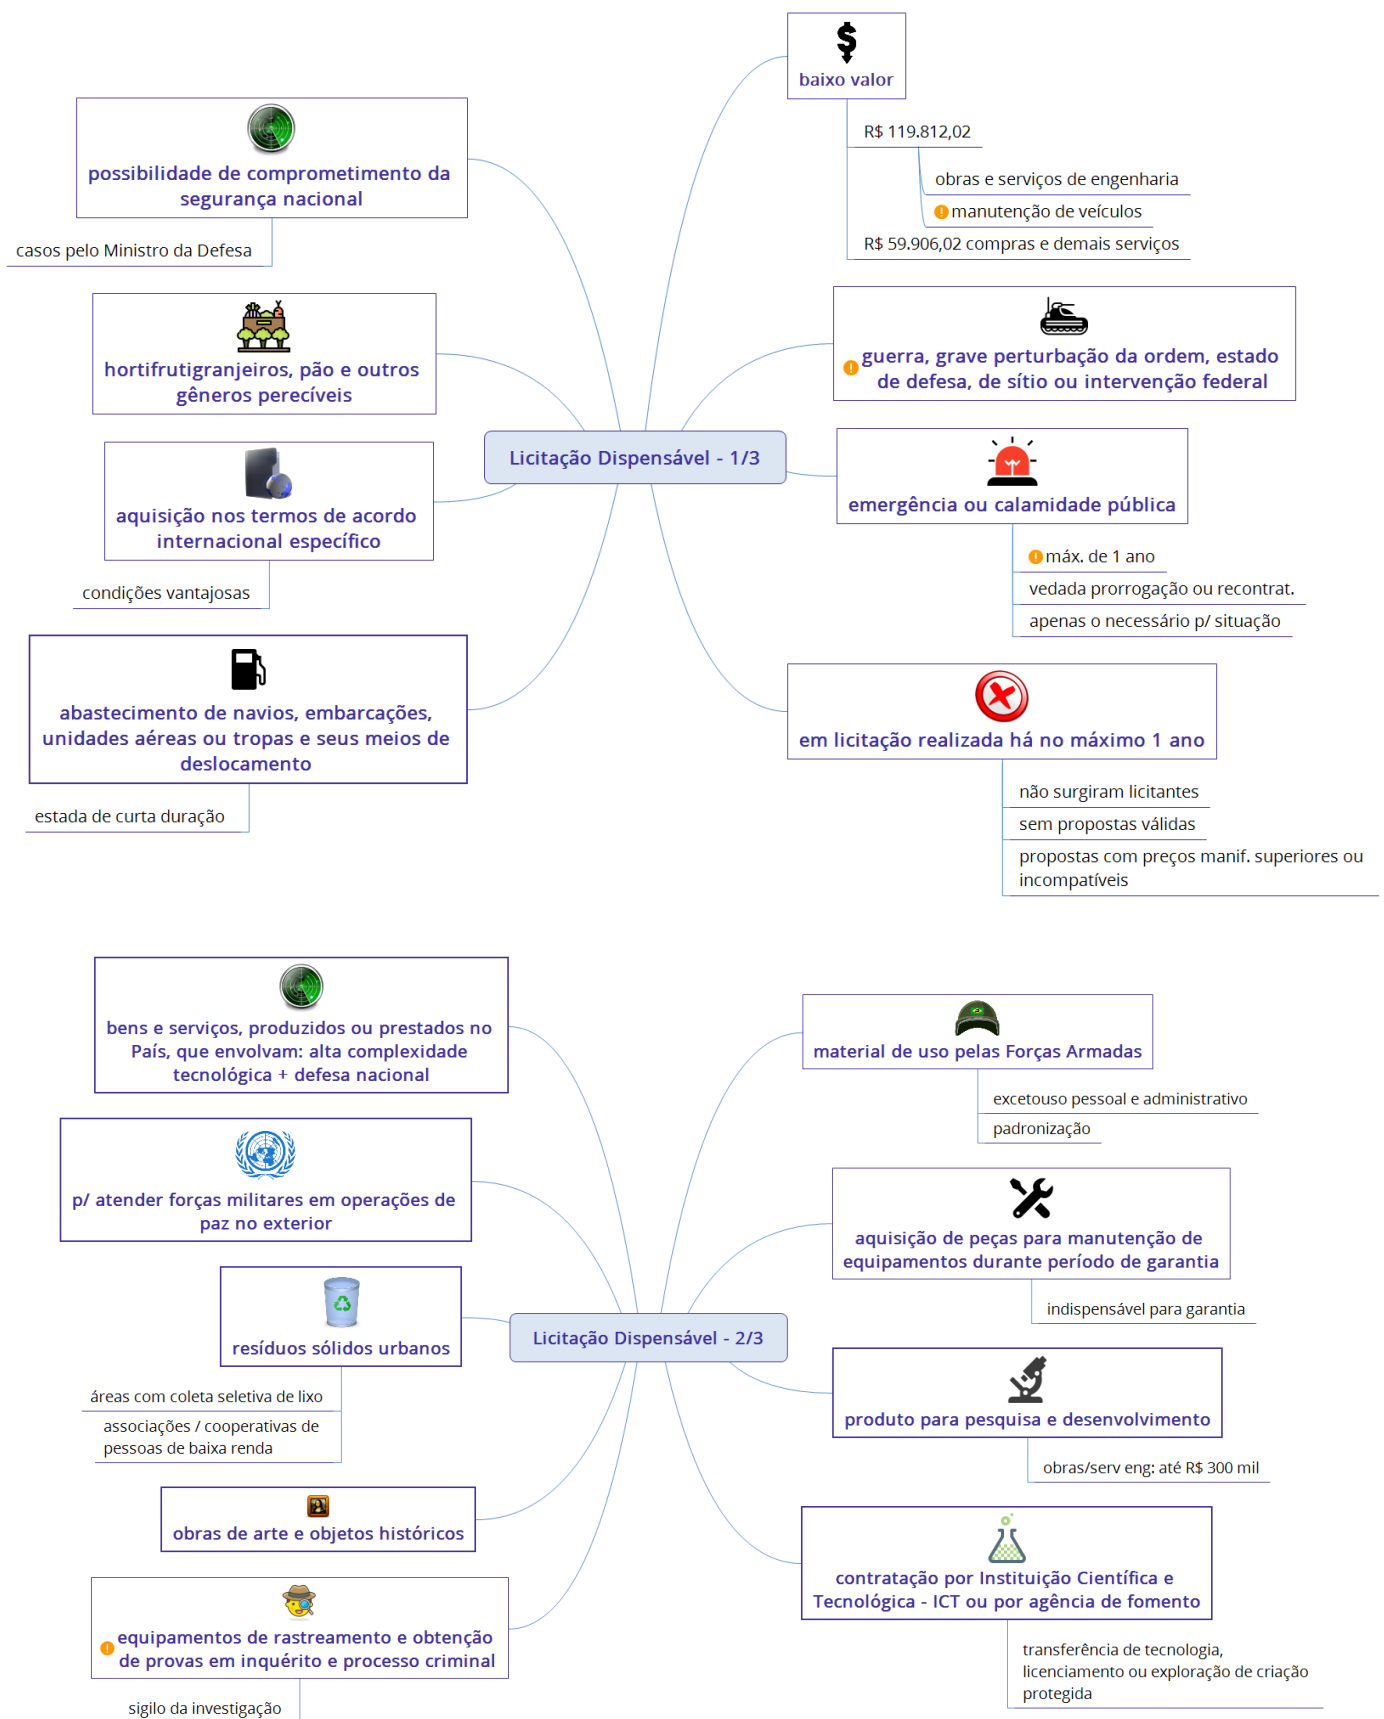 baixo valor
R$ 119.812,02
obras e serviços de engenharia
manutenção de veículos
R$ 59.906,02 compras e demais serviços
possibilidade de comprometimento da
segurança nacional
casos pelo Ministro da Defesa
guerra, grave perturbação da ordem, estado
de defesa, de sítio ou intervenção federal
hortifrutigranjeiros, pão e outros
gêneros perecíveis
Licitação Dispensável - 1/3
emergência ou calamidade pública
máx. de 1 ano
vedada prorrogação ou recontrat.
apenas o necessário p/ situação
aquisição nos termos de acordo
internacional específico
condições vantajosas
em licitação realizada há no máximo 1 ano
não surgiram licitantes
sem propostas válidas
propostas com preços manif. superiores ou
incompatíveis
abastecimento de navios, embarcações,
unidades aéreas ou tropas e seus meios de
deslocamento
estada de curta duração
bens e serviços, produzidos ou prestados no
País, que envolvam: alta complexidade
tecnológica + defesa nacional
material de uso pelas Forças Armadas
excetouso pessoal e administrativo
padronização
p/ atender forças militares em operações de
paz no exterior
aquisição de peças para manutenção de
equipamentos durante período de garantia
indispensável para garantia
resíduos sólidos urbanos
áreas com coleta seletiva de lixo
associações / cooperativas de
pessoas de baixa renda
Licitação Dispensável - 2/3
produto para pesquisa e desenvolvimento
obras/serv eng: até R$ 300 mil
obras de arte e objetos históricos
contratação por Instituição Científica e
Tecnológica - ICT ou por agência de fomento
transferência de tecnologia,
licenciamento ou exploração de criação
protegida
equipamentos de rastreamento e obtenção
de provas em inquérito e processo criminal
sigilo da investigação